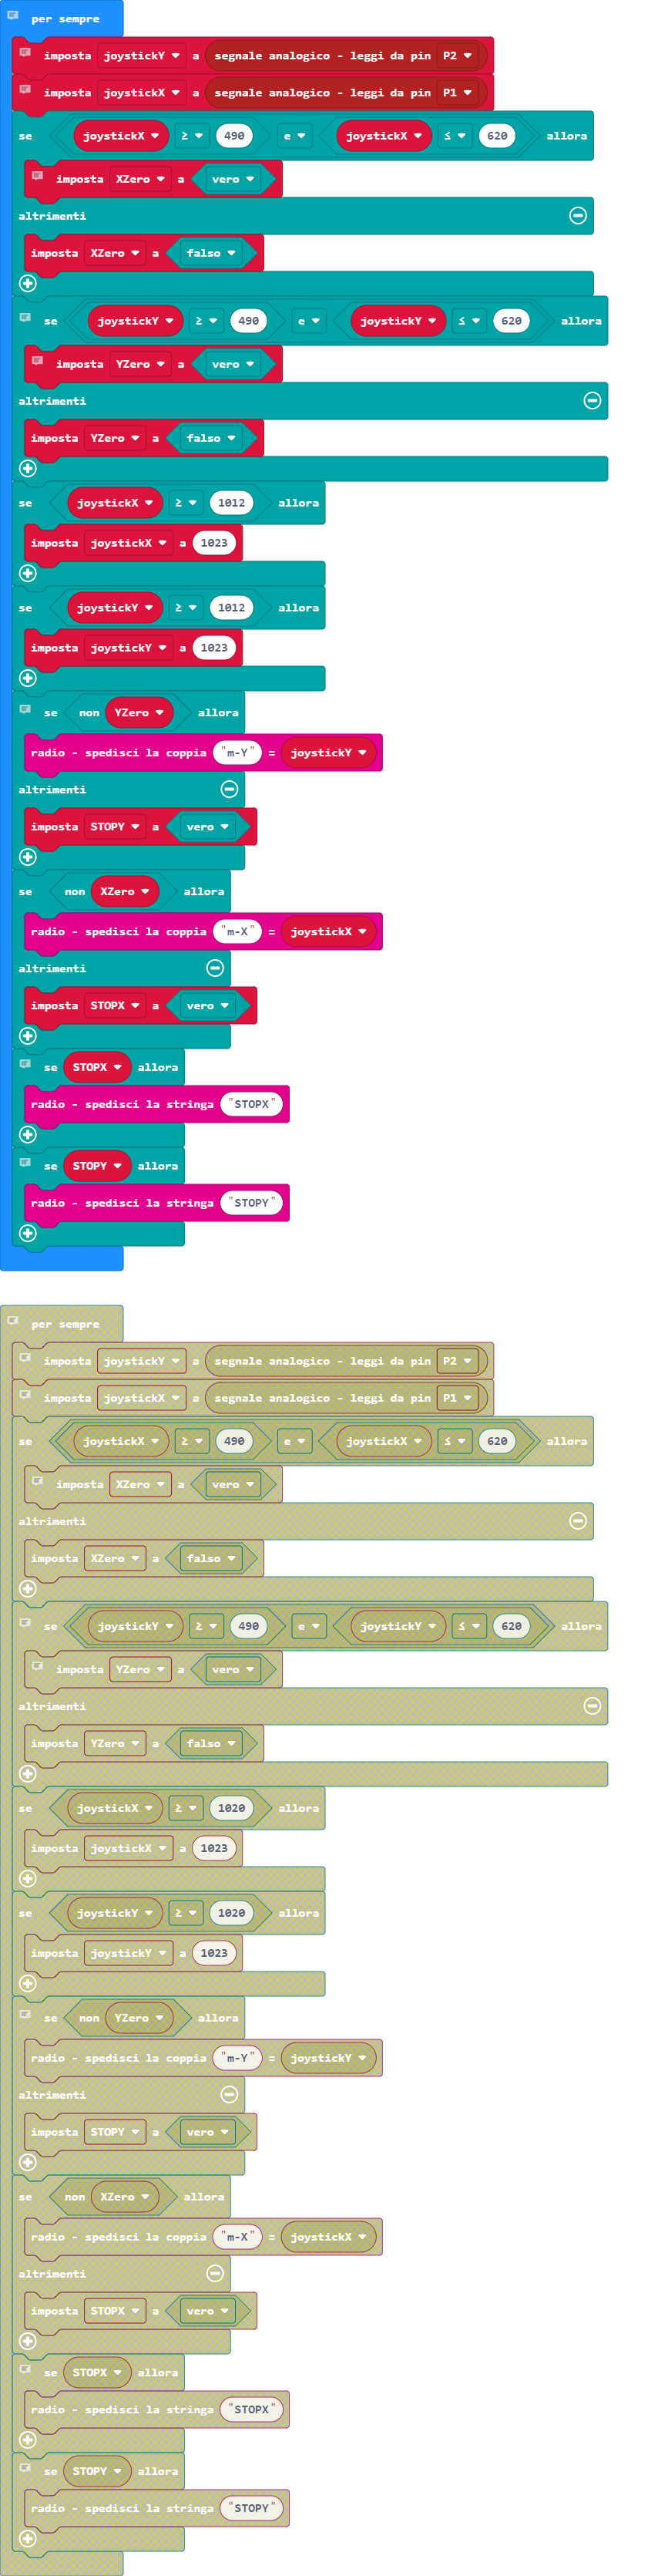 per sempre
imposta joystickY a segnale analogico - leggi da pin P2
imposta joystickX a segnale analogico - leggi da pin P1
se joystickX ≥ 490 e joystickX ≤ 620 allora
imposta XZero a vero
altrimenti
imposta XZero a falso
se joystickY ≥ 490 e joystickY ≤ 620 allora
imposta YZero a vero
altrimenti
imposta YZero a falso
se joystickX ≥ 1012 allora
imposta joystickX a 1023
se joystickY ≥ 1012 allora
imposta joystickY a 1023
se non YZero allora
radio - spedisci la coppia "m-Y" = joystickY
altrimenti
imposta STOPY a vero
se non XZero allora
radio - spedisci la coppia "m-X" = joystickX
altrimenti
imposta STOPX a vero
se STOPX allora
radio - spedisci la stringa "STOPX"
se STOPY allora
radio - spedisci la stringa "STOPY"
per sempre
imposta joystickY a segnale analogico - leggi da pin P2
imposta joystickX a segnale analogico - leggi da pin P1
se joystickX ≥ 490 e joystickX ≤ 620 allora
imposta XZero a vero
altrimenti
imposta XZero a falso
se joystickY ≥ 490 e joystickY ≤ 620 allora
imposta YZero a vero
altrimenti
imposta YZero a falso
se joystickX ≥ 1020 allora
imposta joystickX a 1023
se joystickY ≥ 1020 allora
imposta joystickY a 1023
se non YZero allora
radio - spedisci la coppia "m-Y" = joystickY
altrimenti
imposta STOPY a vero
se non XZero allora
radio - spedisci la coppia "m-X" = joystickX
altrimenti
imposta STOPX a vero
se STOPX allora
radio - spedisci la stringa "STOPX"
se STOPY allora
radio - spedisci la stringa "STOPY"